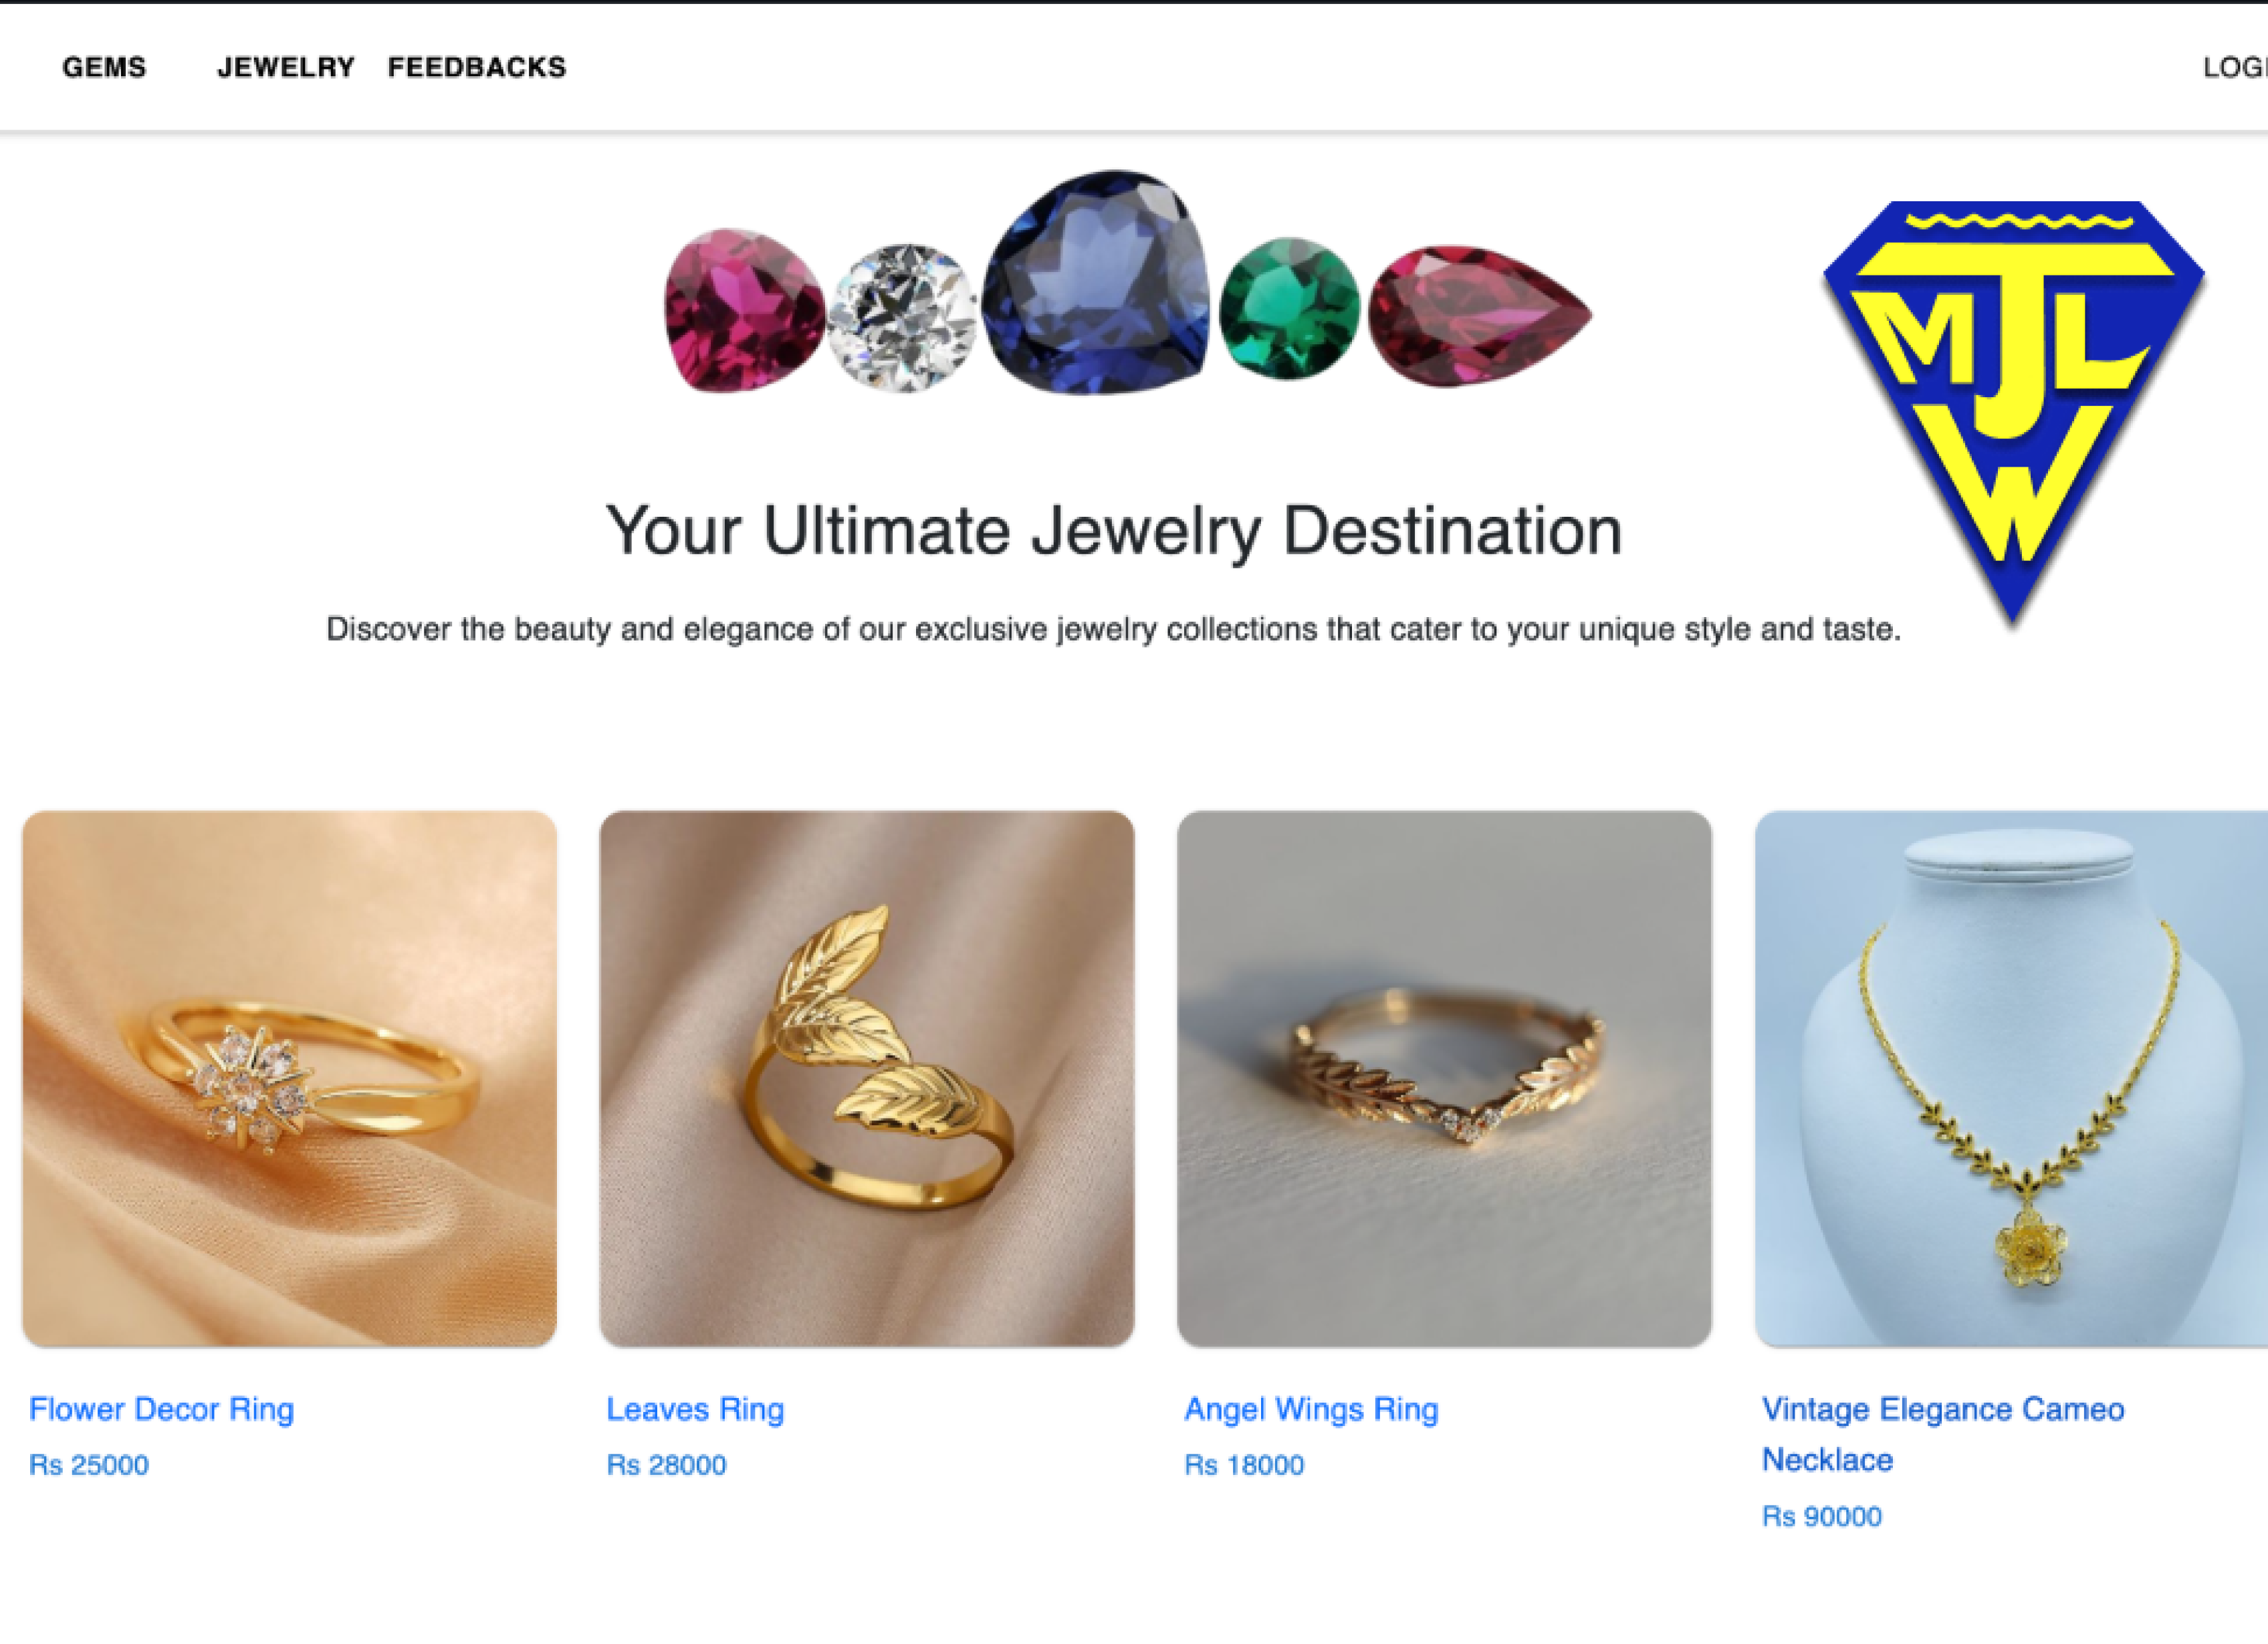 GEMS JEWELRY FEEDBACKS LOGI
MJLW
Your Ultimate Jewelry Destination
Discover the beauty and elegance of our exclusive jewelry collections that cater to your unique style and taste.
Flower Decor Ring
Rs 25000
Leaves Ring
Rs 28000
Angel Wings Ring
Rs 18000
Vintage Elegance Cameo
Necklace
Rs 90000